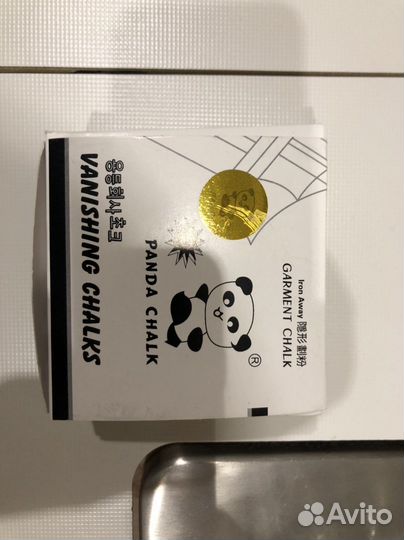 Iron Away 隱形劃粉
GARMENT CHALK
®
PANDA CHALK
VANISHING CHALKS
Avito